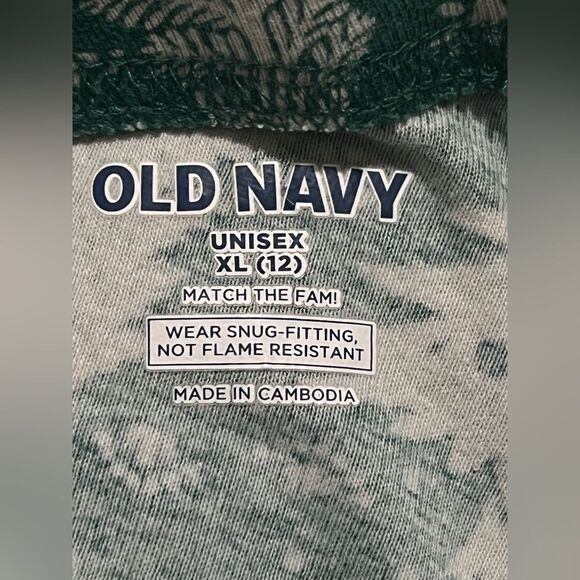 OLD NAVY
UNISEX
XL (12)
MATCH THE FAM!
WEAR SNUG-FITTING,
NOT FLAME RESISTANT
MADE IN CAMBODIA